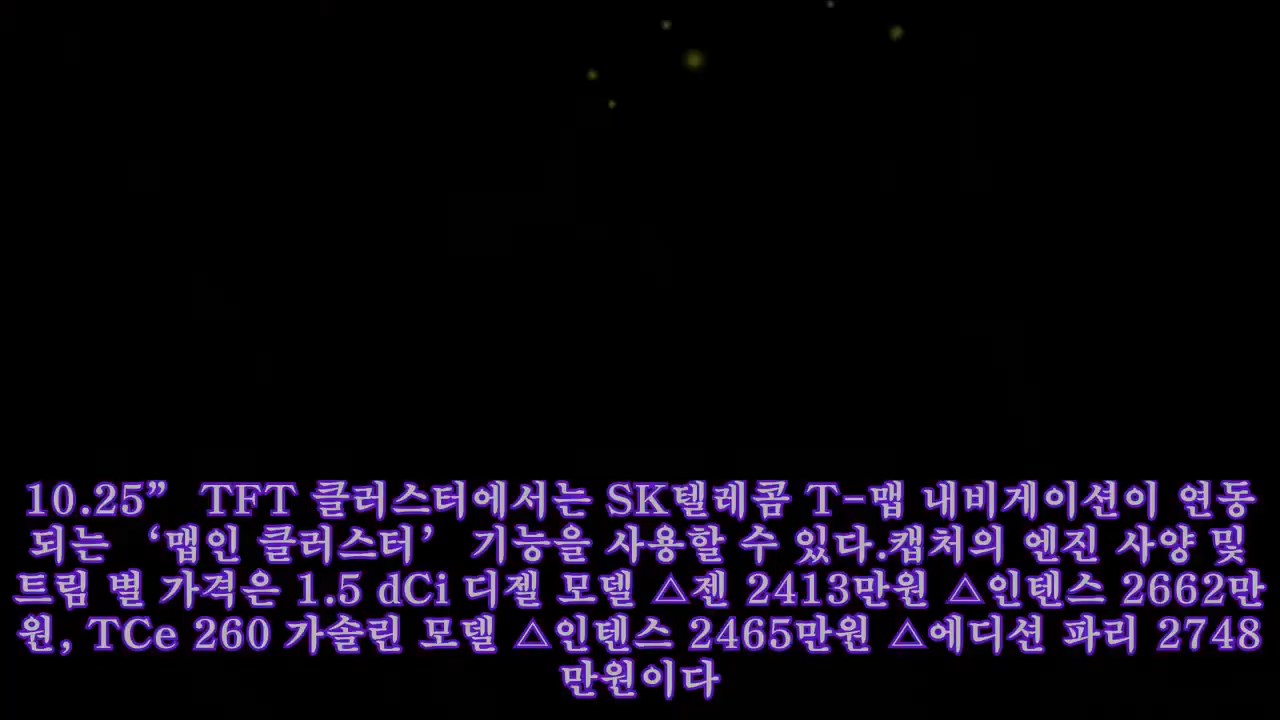 10.25” TFT 클러스터에서는 SK텔레콤 T-맵 내비게이션이 연동
되는 ‘맵인 클러스터’ 기능을 사용할 수 있다.캡처의 엔진 사양 및
트림 별 가격은 1.5 dCi 디젤 모델 △젠 2413만원 △인텐스 2662만
원, TCe 260 가솔린 모델 △인텐스 2465만원 △에디션 파리 2748
만원이다